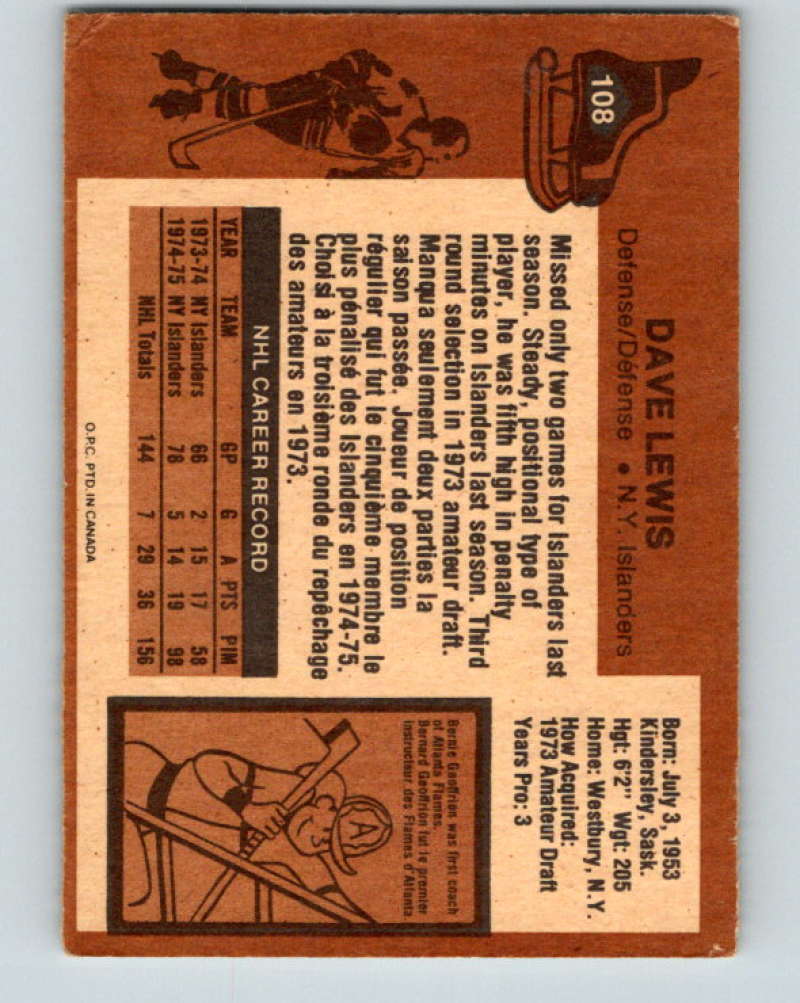 108
DAVE LEWIS
Defense/Défense • N.Y. Islanders
Born: July 3, 1953
Kindersley, Sask.
Hgt: 6'2" Wgt: 205
Home: Westbury, N.Y.
How Acquired:
1973 Amateur Draft
Years Pro: 3
Missed only two games for Islanders last
season. Steady, positional type of
player, he was fifth high in penalty
minutes on Islanders last season. Third
round selection in 1973 amateur draft.
Manqua seulement deux parties la
saison passée. Joueur de position
régulier qui fut le cinquième membre le
plus pénalisé des Islanders en 1974-75.
Choisi à la troisième ronde du repêchage
des amateurs en 1973.
NHL CAREER RECORD
YEAR TEAM GP G A PTS PIM
1973-74 NY Islanders 66 2 15 17 58
1974-75 NY Islanders 78 5 14 19 98
NHL Totals 144 7 29 36 156
Bernie Geoffrion was first coach
of Atlanta Flames.
Bernard Geoffrion fut le premier
instructeur des Flames d'Atlanta
A
O.P.C. PTD. IN CANADA